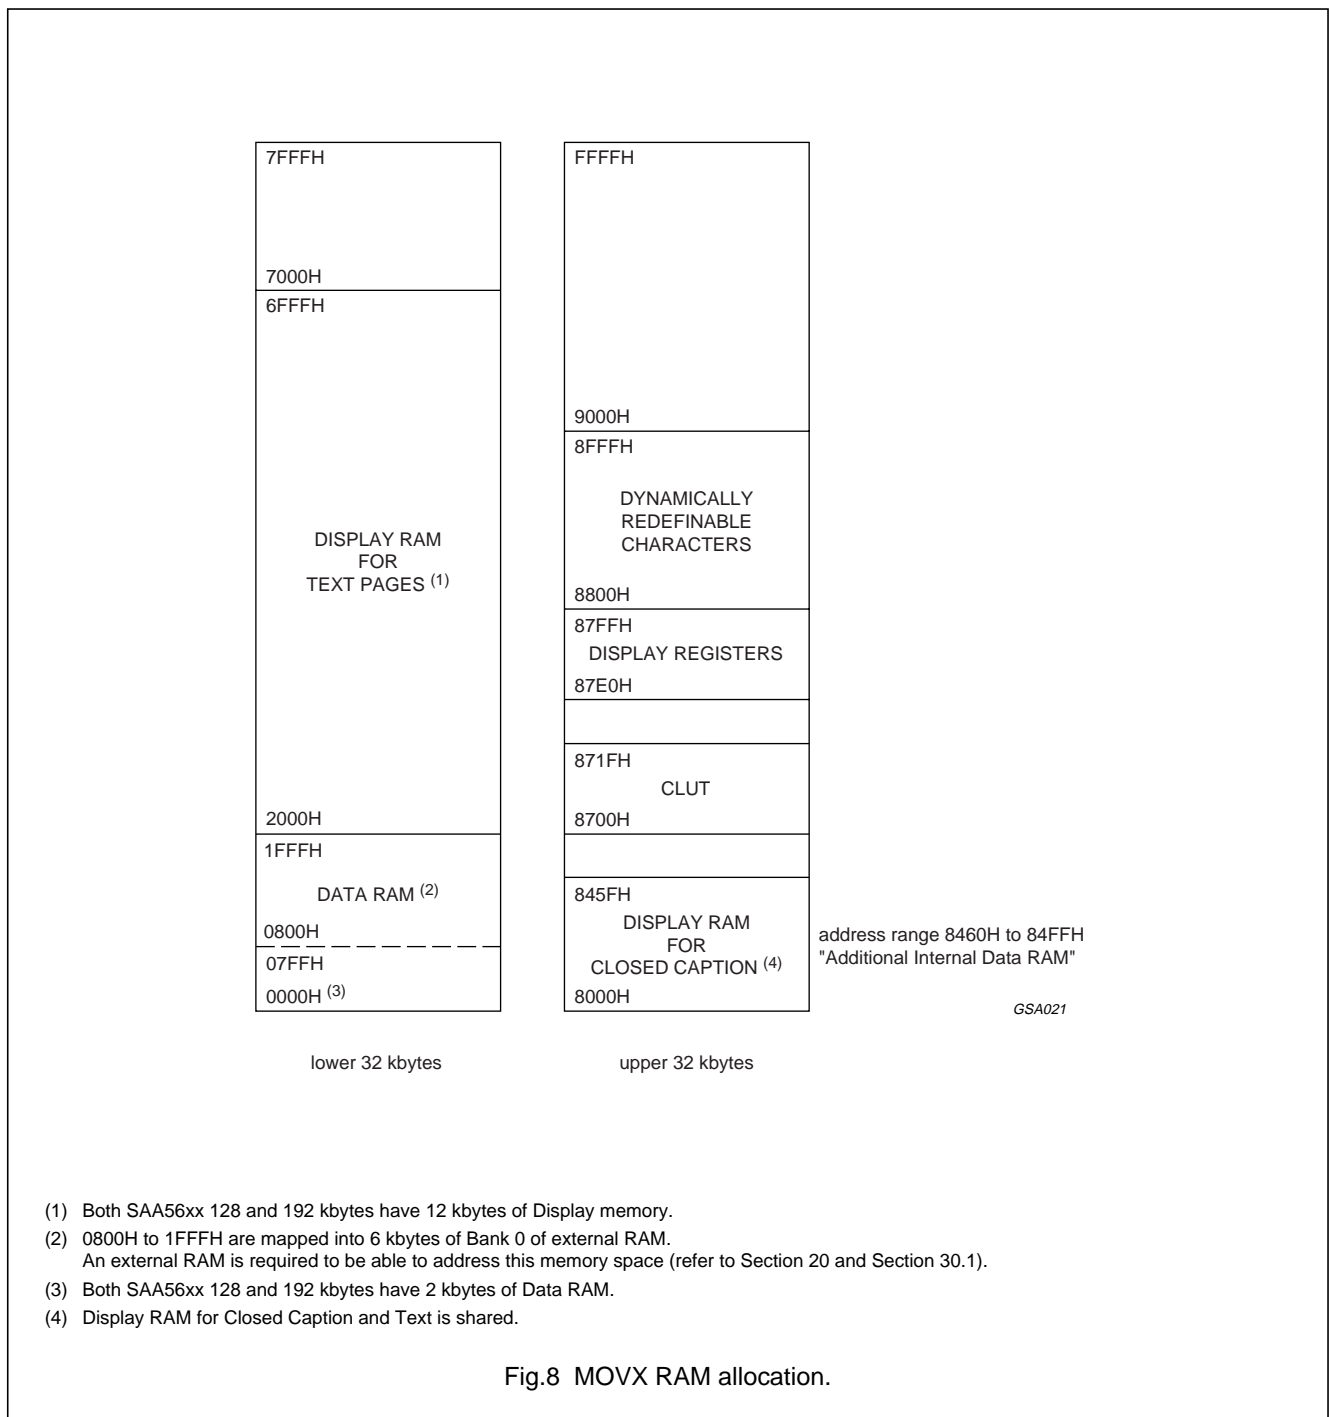 7FFFH
7000H
6FFFH
DISPLAY RAM
FOR
TEXT PAGES (1)
2000H
1FFFH
DATA RAM (2)
0800H
07FFH
0000H (3)
lower 32 kbytes
FFFFH
9000H
8FFFH
DYNAMICALLY
REDEFINABLE
CHARACTERS
8800H
87FFH
DISPLAY REGISTERS
87E0H
871FH
CLUT
8700H
845FH
DISPLAY RAM
FOR
CLOSED CAPTION (4)
8000H
upper 32 kbytes
address range 8460H to 84FFH
"Additional Internal Data RAM"
GSA021
(1) Both SAA56xx 128 and 192 kbytes have 12 kbytes of Display memory.
(2) 0800H to 1FFFH are mapped into 6 kbytes of Bank 0 of external RAM.
An external RAM is required to be able to address this memory space (refer to Section 20 and Section 30.1).
(3) Both SAA56xx 128 and 192 kbytes have 2 kbytes of Data RAM.
(4) Display RAM for Closed Caption and Text is shared.
Fig.8 MOVX RAM allocation.